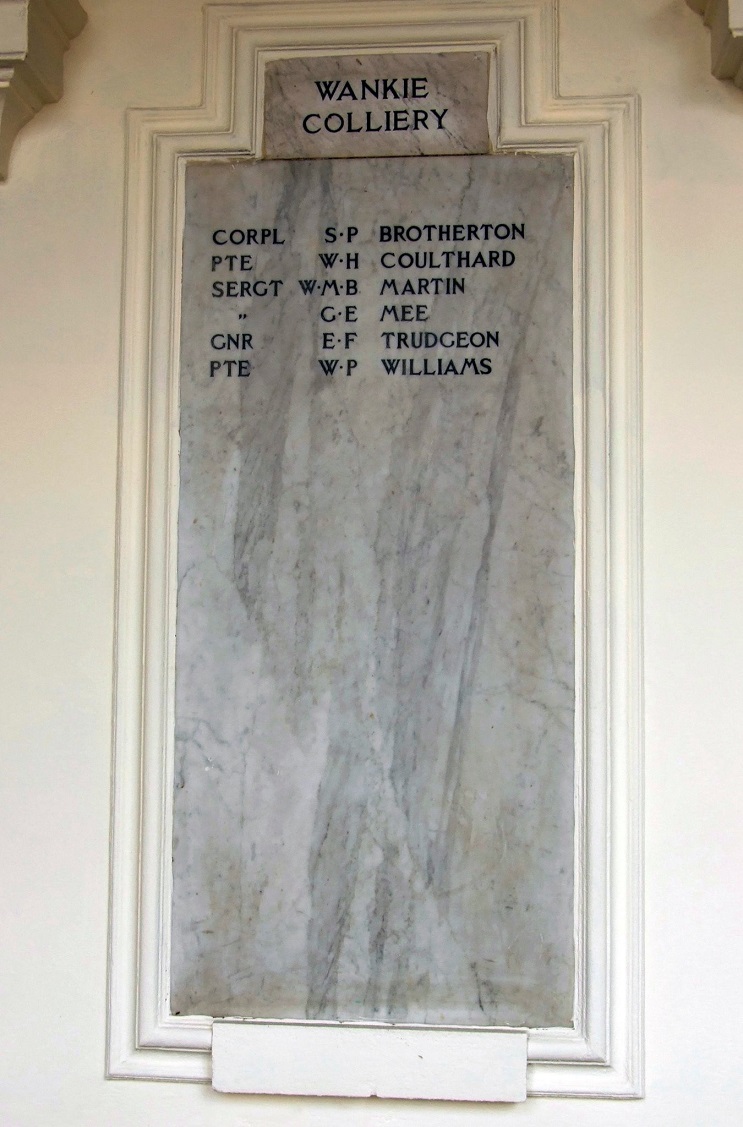 WANKIE
COLLIERY
CORPL S·P BROTHERTON
PTE W·H COULTHARD
SERGT W·M·B MARTIN
" G·E MEE
GNR E·F TRUDGEON
PTE W·P WILLIAMS